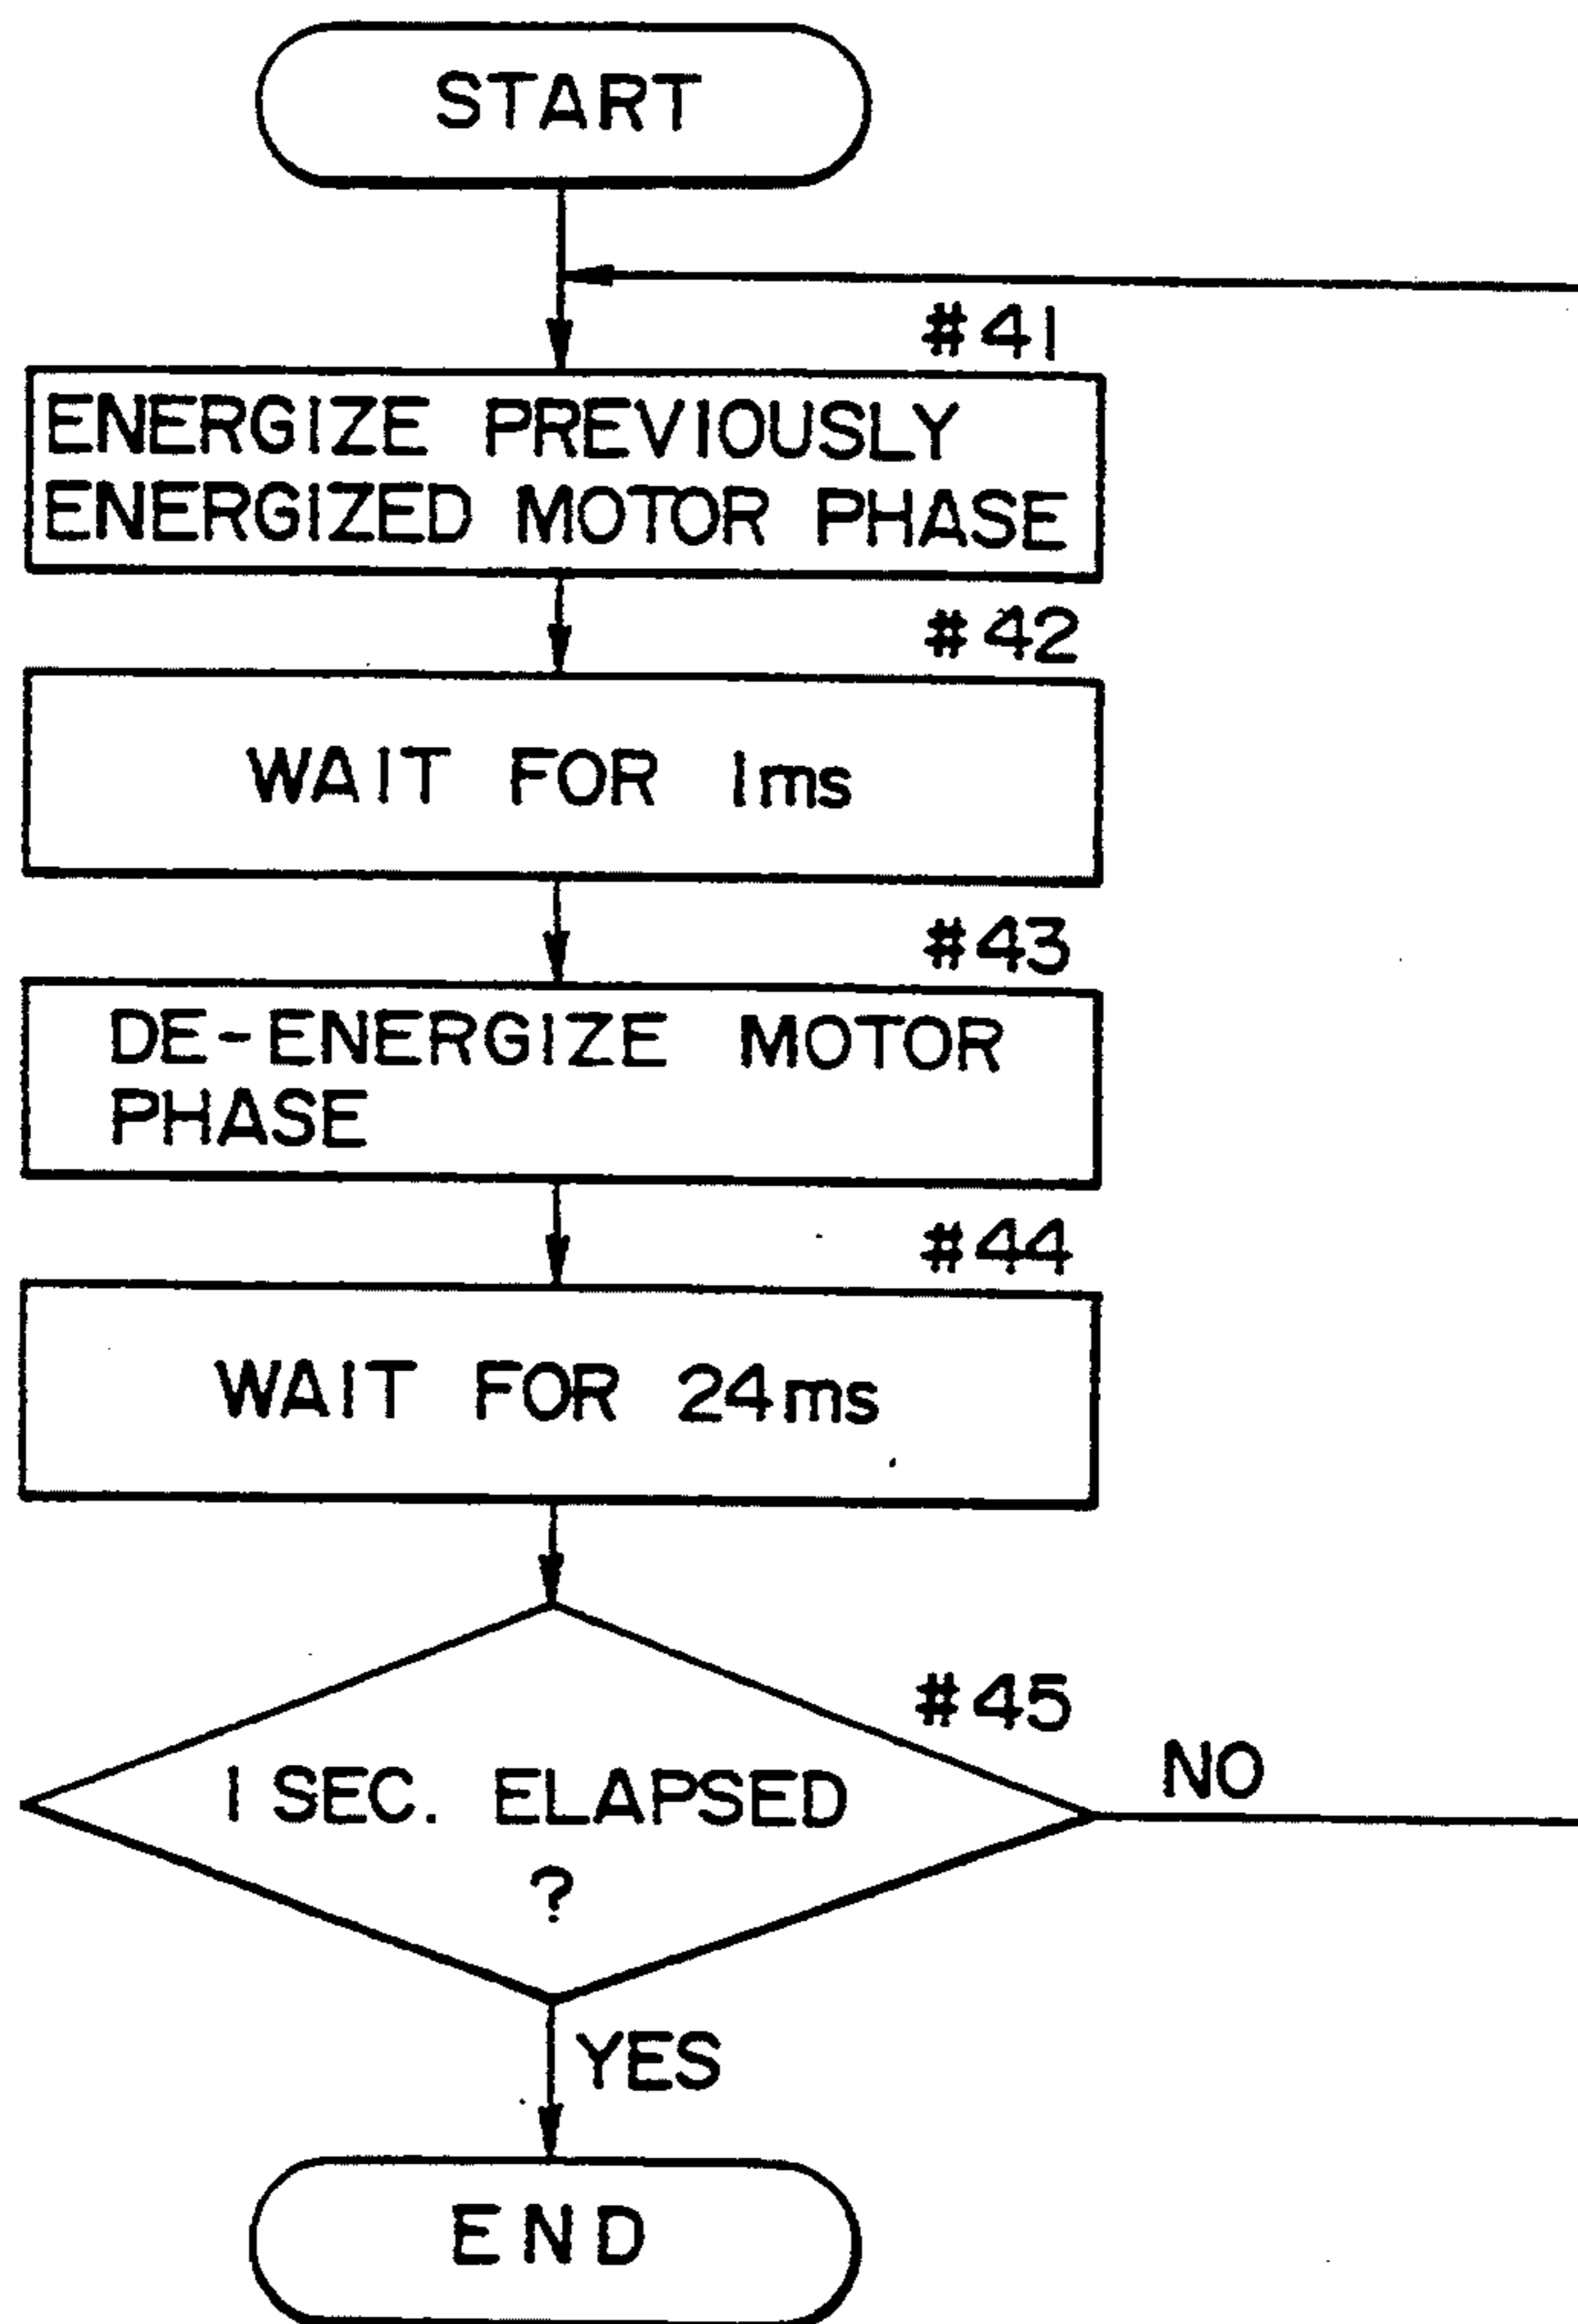 START
#41
ENERGIZE PREVIOUSLY
ENERGIZED MOTOR PHASE
#42
WAIT FOR 1ms
#43
DE-ENERGIZE MOTOR
PHASE
#44
WAIT FOR 24ms
#45
1 SEC. ELAPSED
?
NO
YES
END